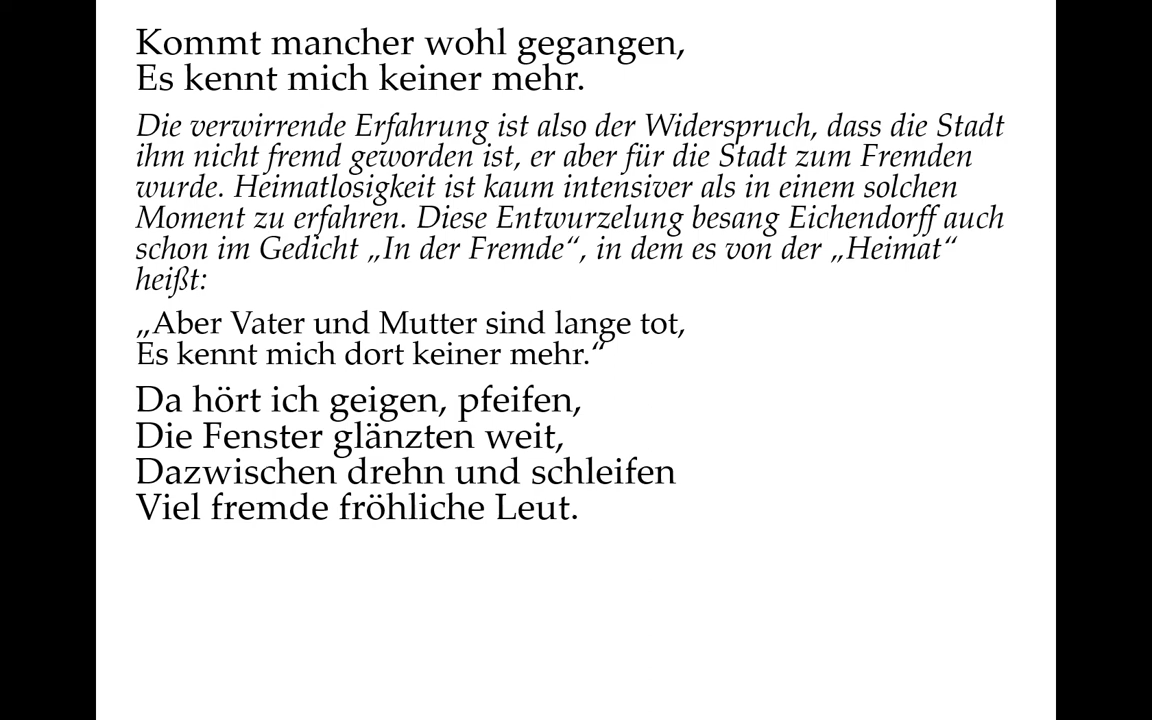 Kommt mancher wohl gegangen,
Es kennt mich keiner mehr.
Die verwirrende Erfahrung ist also der Widerspruch, dass die Stadt
ihm nicht fremd geworden ist, er aber für die Stadt zum Fremden
wurde. Heimatlosigkeit ist kaum intensiver als in einem solchen
Moment zu erfahren. Diese Entwurzelung besang Eichendorff auch
schon im Gedicht „In der Fremde“, in dem es von der „Heimat“
heißt:
„Aber Vater und Mutter sind lange tot,
Es kennt mich dort keiner mehr.“
Da hört ich geigen, pfeifen,
Die Fenster glänzten weit,
Dazwischen drehn und schleifen
Viel fremde fröhliche Leut.